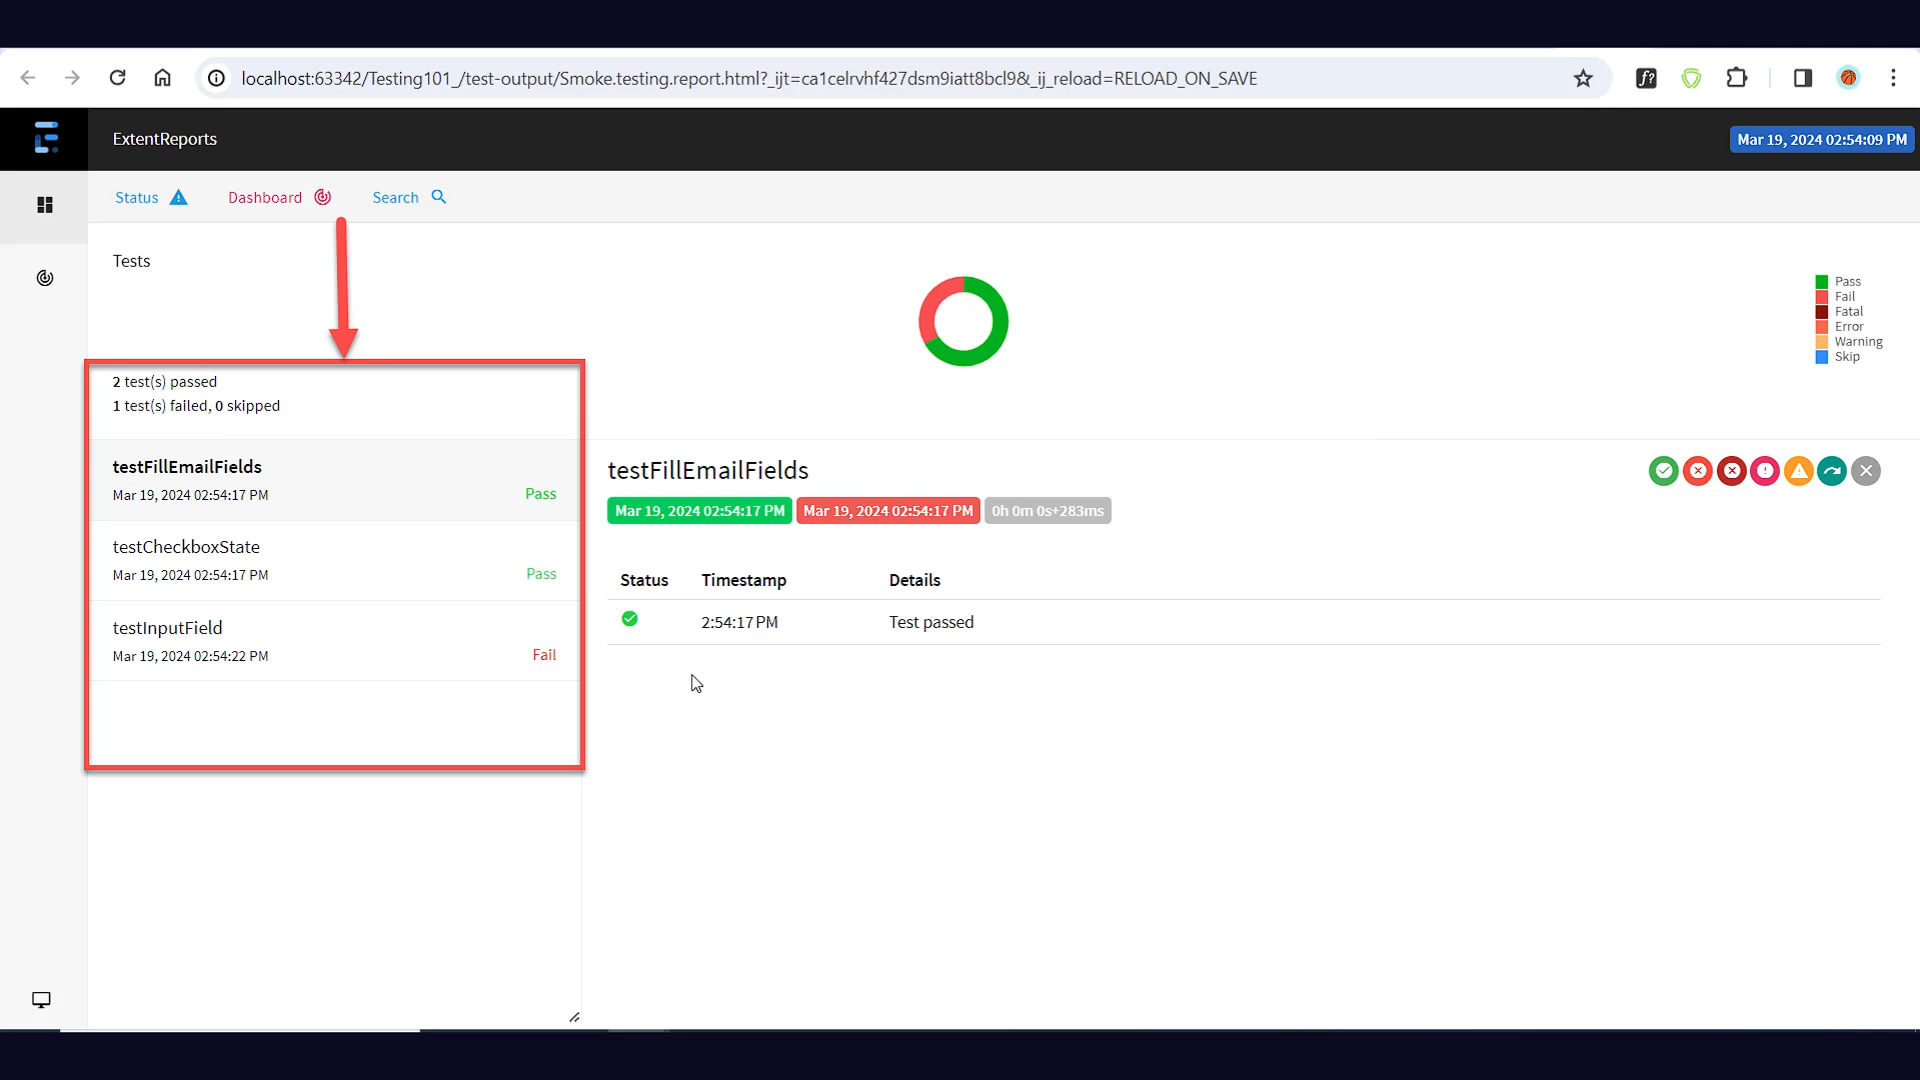 localhost:63342/Testing101_/test-output/Smoke.testing.report.html?_ijt=ca1celrvhf427dsm9iatt8bcl9&_ij_reload=RELOAD_ON_SAVE
f?
ExtentReports
Mar 19, 2024 02:54:09 PM
Status
Dashboard
Search
Tests
Pass
Fail
Fatal
Error
Warning
Skip
2 test(s) passed
1 test(s) failed, 0 skipped
testFillEmailFields
Mar 19, 2024 02:54:17 PM
Pass
testCheckboxState
Mar 19, 2024 02:54:17 PM
Pass
testInputField
Mar 19, 2024 02:54:22 PM
Fail
testFillEmailFields
Mar 19, 2024 02:54:17 PM Mar 19, 2024 02:54:17 PM 0h 0m 0s+283ms
Status Timestamp Details
2:54:17 PM Test passed